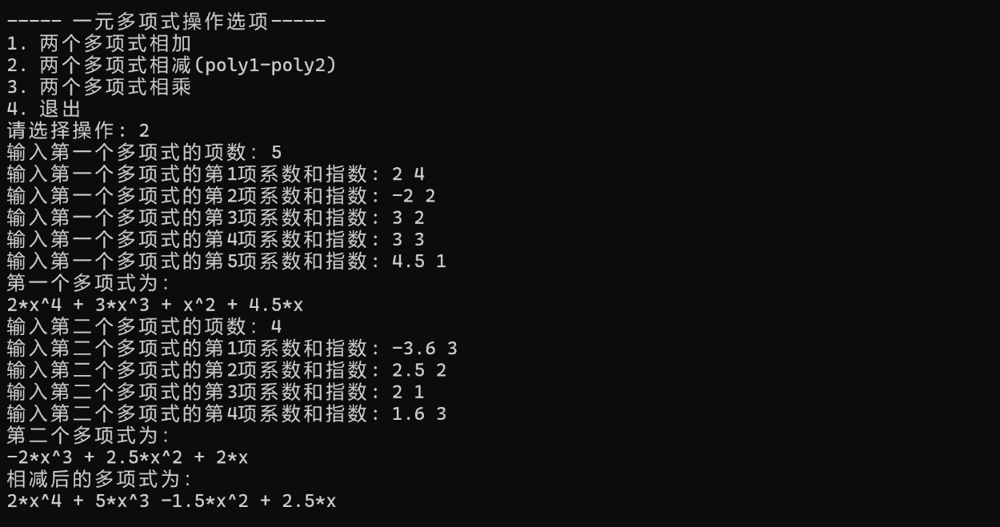 ----- 一元多项式操作选项-----
1. 两个多项式相加
2. 两个多项式相减(poly1-poly2)
3. 两个多项式相乘
4. 退出
请选择操作: 2
输入第一个多项式的项数: 5
输入第一个多项式的第1项系数和指数: 2 4
输入第一个多项式的第2项系数和指数: -2 2
输入第一个多项式的第3项系数和指数: 3 2
输入第一个多项式的第4项系数和指数: 3 3
输入第一个多项式的第5项系数和指数: 4.5 1
第一个多项式为:
2*x^4 + 3*x^3 + x^2 + 4.5*x
输入第二个多项式的项数: 4
输入第二个多项式的第1项系数和指数: -3.6 3
输入第二个多项式的第2项系数和指数: 2.5 2
输入第二个多项式的第3项系数和指数: 2 1
输入第二个多项式的第4项系数和指数: 1.6 3
第二个多项式为:
-2*x^3 + 2.5*x^2 + 2*x
相减后的多项式为:
2*x^4 + 5*x^3 -1.5*x^2 + 2.5*x